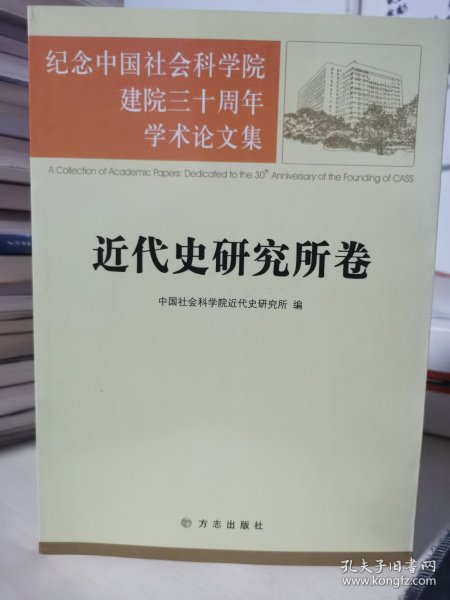 纪念中国社会科学院
建院三十周年
学术论文集
A Collection of Academic Papers: Dedicated to the 30th Anniversary of the Founding of CASS
近代史研究所卷
中国社会科学院近代史研究所 编
方志出版社
孔夫子旧书网
www.kongfz.com